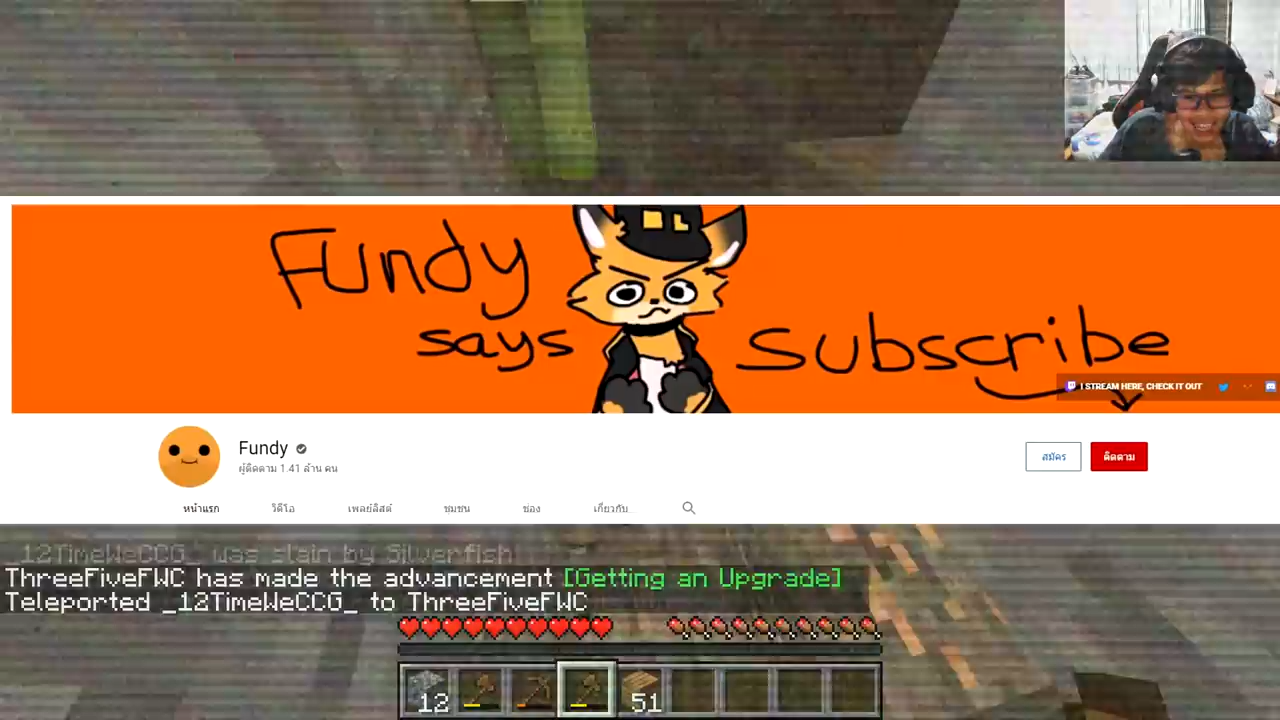 Fundy
says
Subscribe
I STREAM HERE, CHECK IT OUT
Fundy
ผู้ติดตาม 1.41 ล้าน คน
สมัคร
ติดตาม
หน้าแรก
วิดีโอ
เพลย์ลิสต์
ชุมชน
ช่อง
เกี่ยวกับ...
_12TimeWeCCG_ was slain by Silverfish
ThreeFiveFWC has made the advancement [Getting an Upgrade]
Teleported _12TimeWeCCG_ to ThreeFiveFWC
12
51